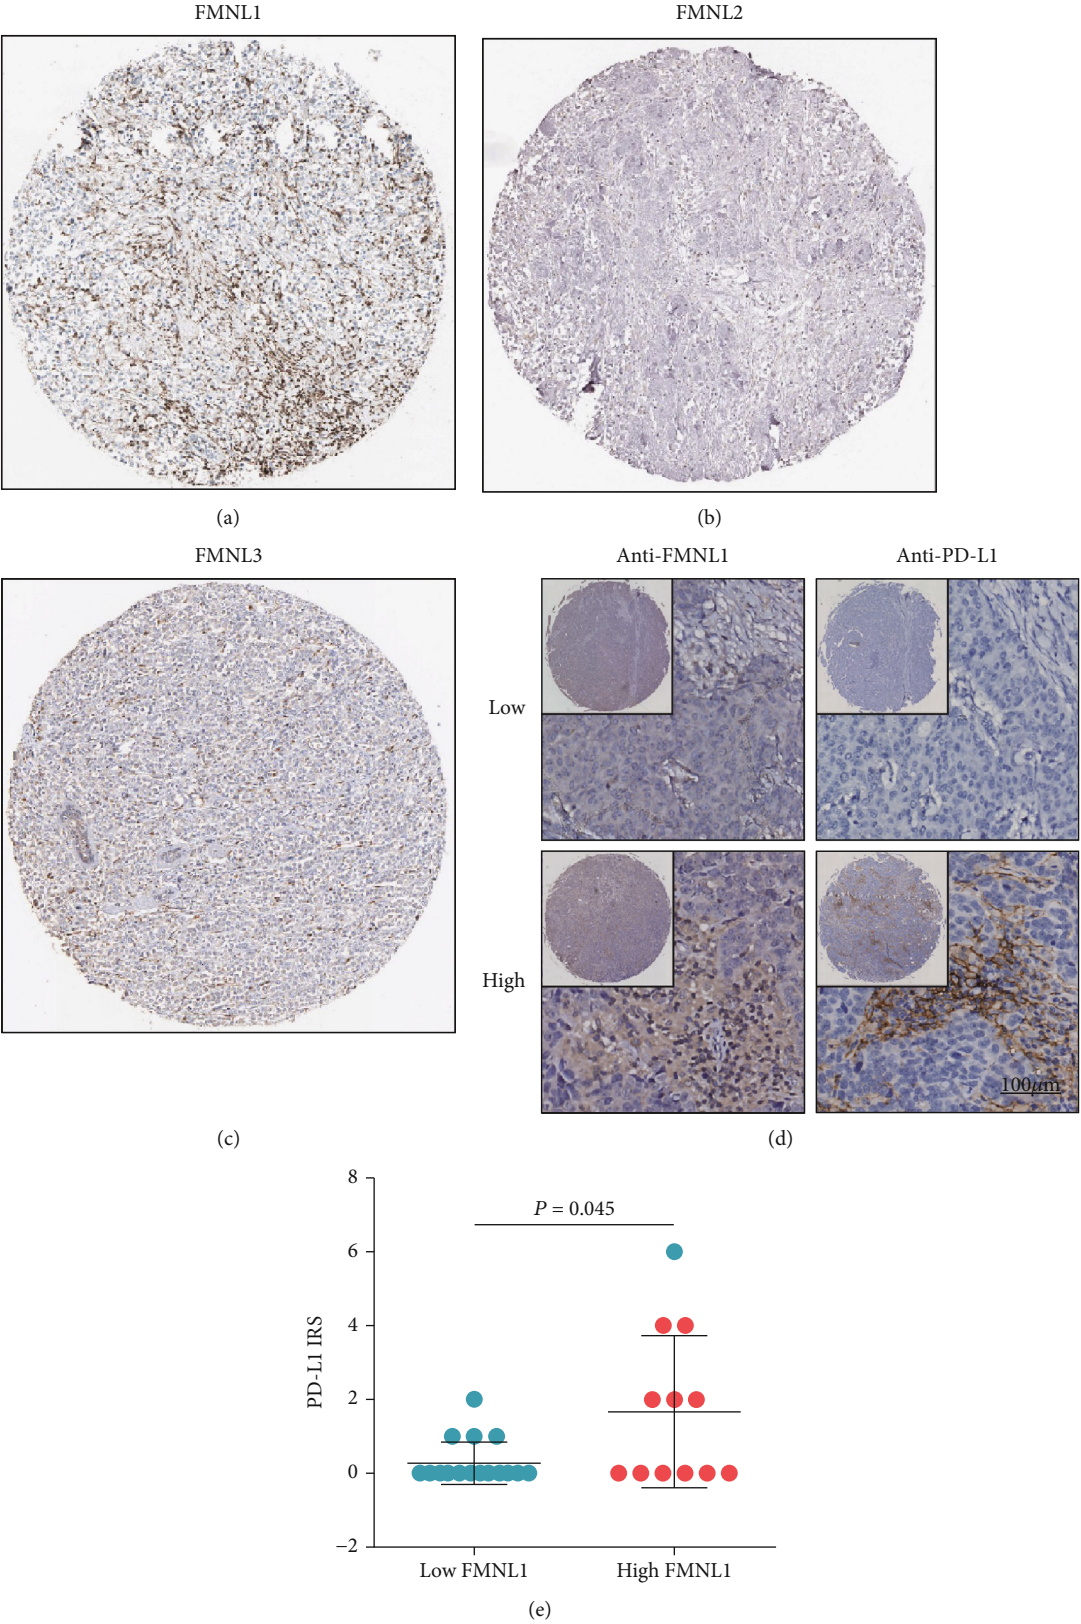 FMNL1
FMNL2
(a)
(b)
FMNL3
Anti-FMNL1
Anti-PD-L1
Low
High
100μm
(c)
(d)
8
P = 0.045
6
4
2
0
−2
PD-L1 IRS
Low FMNL1
High FMNL1
(e)